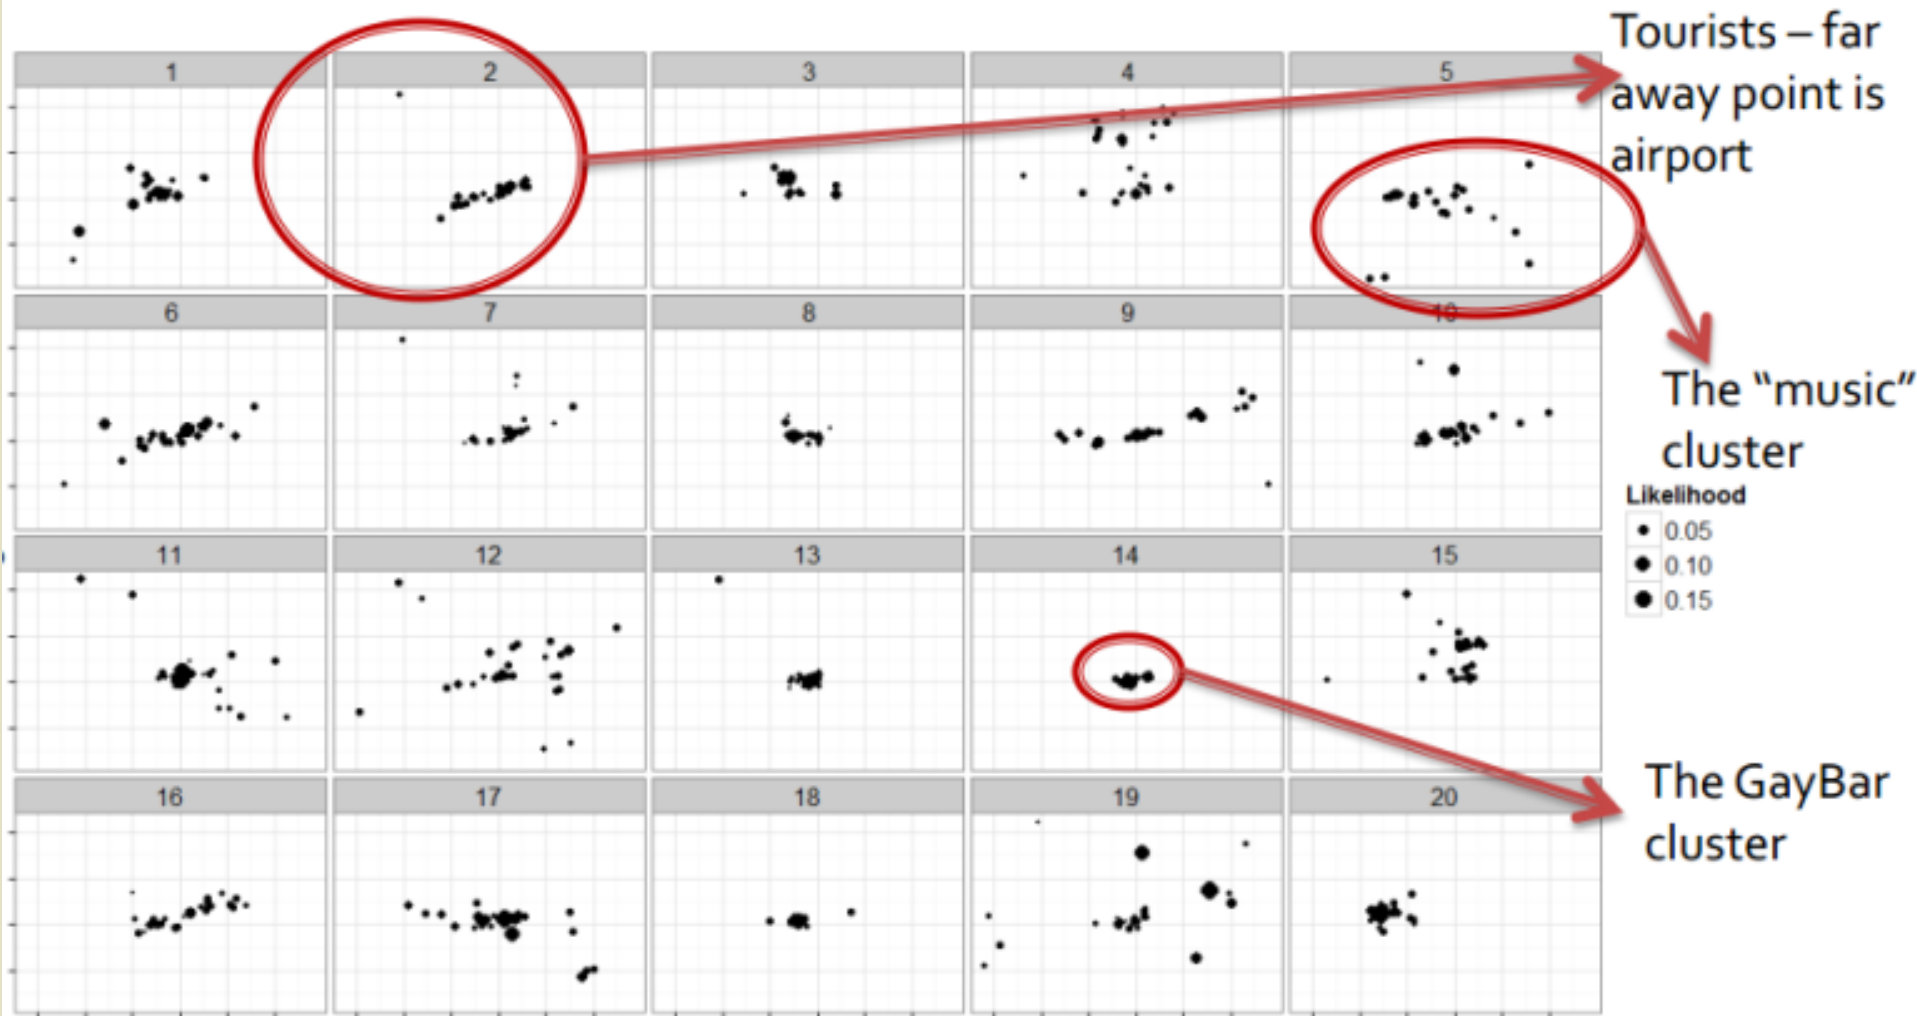 Tourists – far
away point is
airport
1
2
3
4
5
6
7
8
9
10
The "music"
cluster
Likelihood
0.05
0.10
0.15
11
12
13
14
15
16
17
18
19
20
The GayBar
cluster